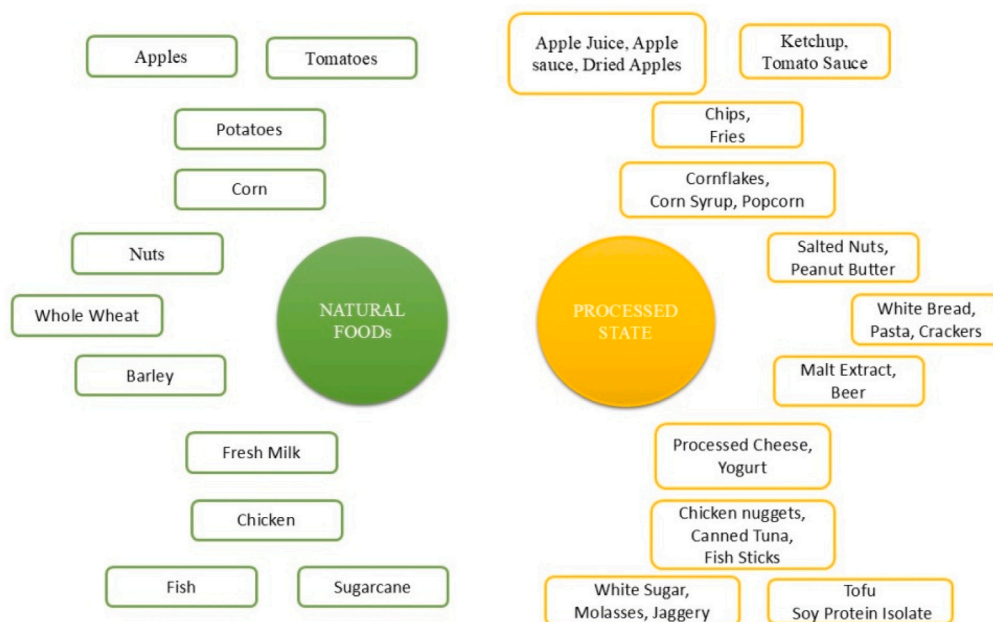 Apples
Tomatoes
Potatoes
Corn
Nuts
Whole Wheat
Barley
Fresh Milk
Chicken
Fish
Sugarcane
NATURAL
FOODs
PROCESSED
STATE
Apple Juice, Apple
sauce, Dried Apples
Ketchup,
Tomato Sauce
Chips,
Fries
Cornflakes,
Corn Syrup, Popcorn
Salted Nuts,
Peanut Butter
White Bread,
Pasta, Crackers
Malt Extract,
Beer
Processed Cheese,
Yogurt
Chicken nuggets,
Canned Tuna,
Fish Sticks
White Sugar,
Molasses, Jaggery
Tofu
Soy Protein Isolate